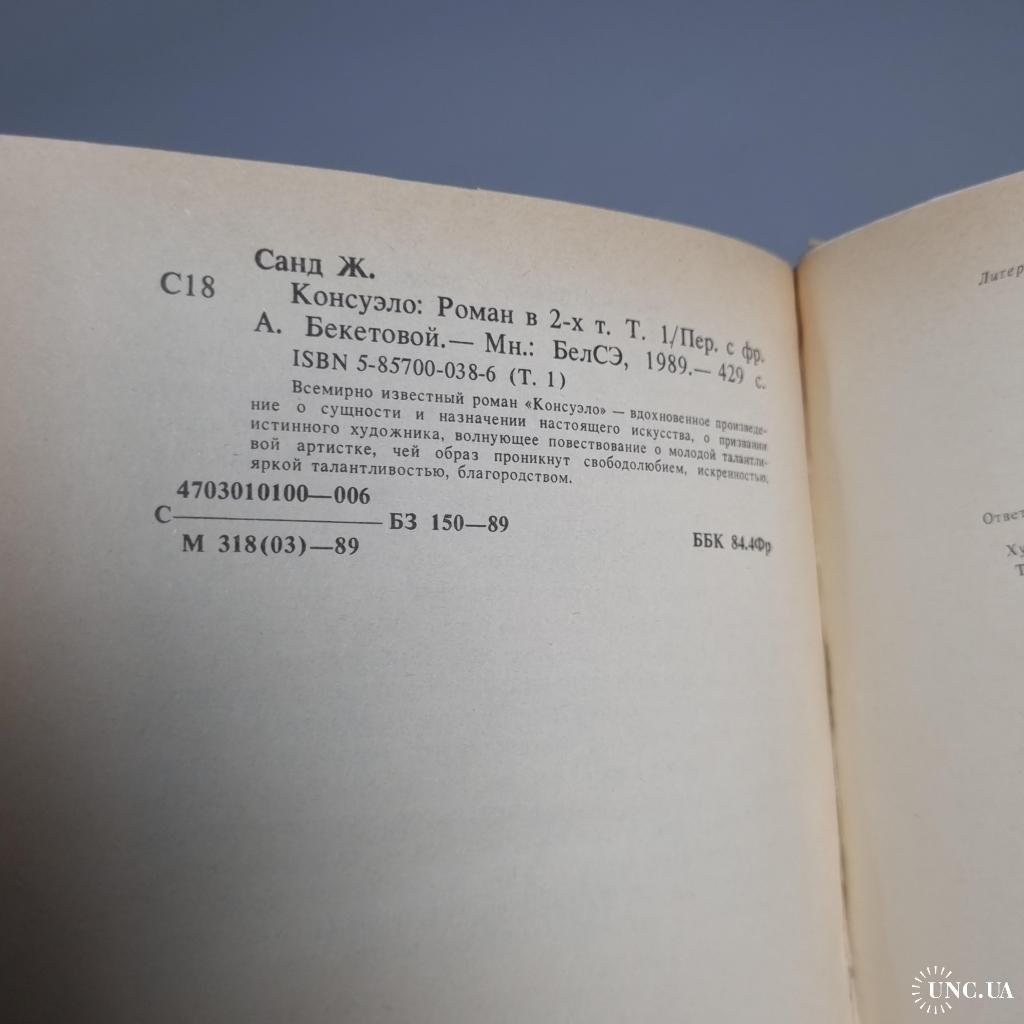 Санд Ж.
С18
Консуэло: Роман в 2-х т. Т. 1/Пер. с фр.
А. Бекетовой.— Мн.: БелСЭ, 1989.— 429 с.
ISBN 5-85700-038-6 (Т. 1)
Всемирно известный роман «Консуэло» — вдохновенное произведе-
ние о сущности и назначении настоящего искусства, о призвании
истинного художника, волнующее повествование о молодой талантли-
вой артистке, чей образ проникнут свободолюбием, искренностью,
яркой талантливостью, благородством.
4703010100—006
С——————— БЗ 150—89
М 318(03)—89
ББК 84.4Фр
Литер
Ответ
Ху
Т
UNC.UA